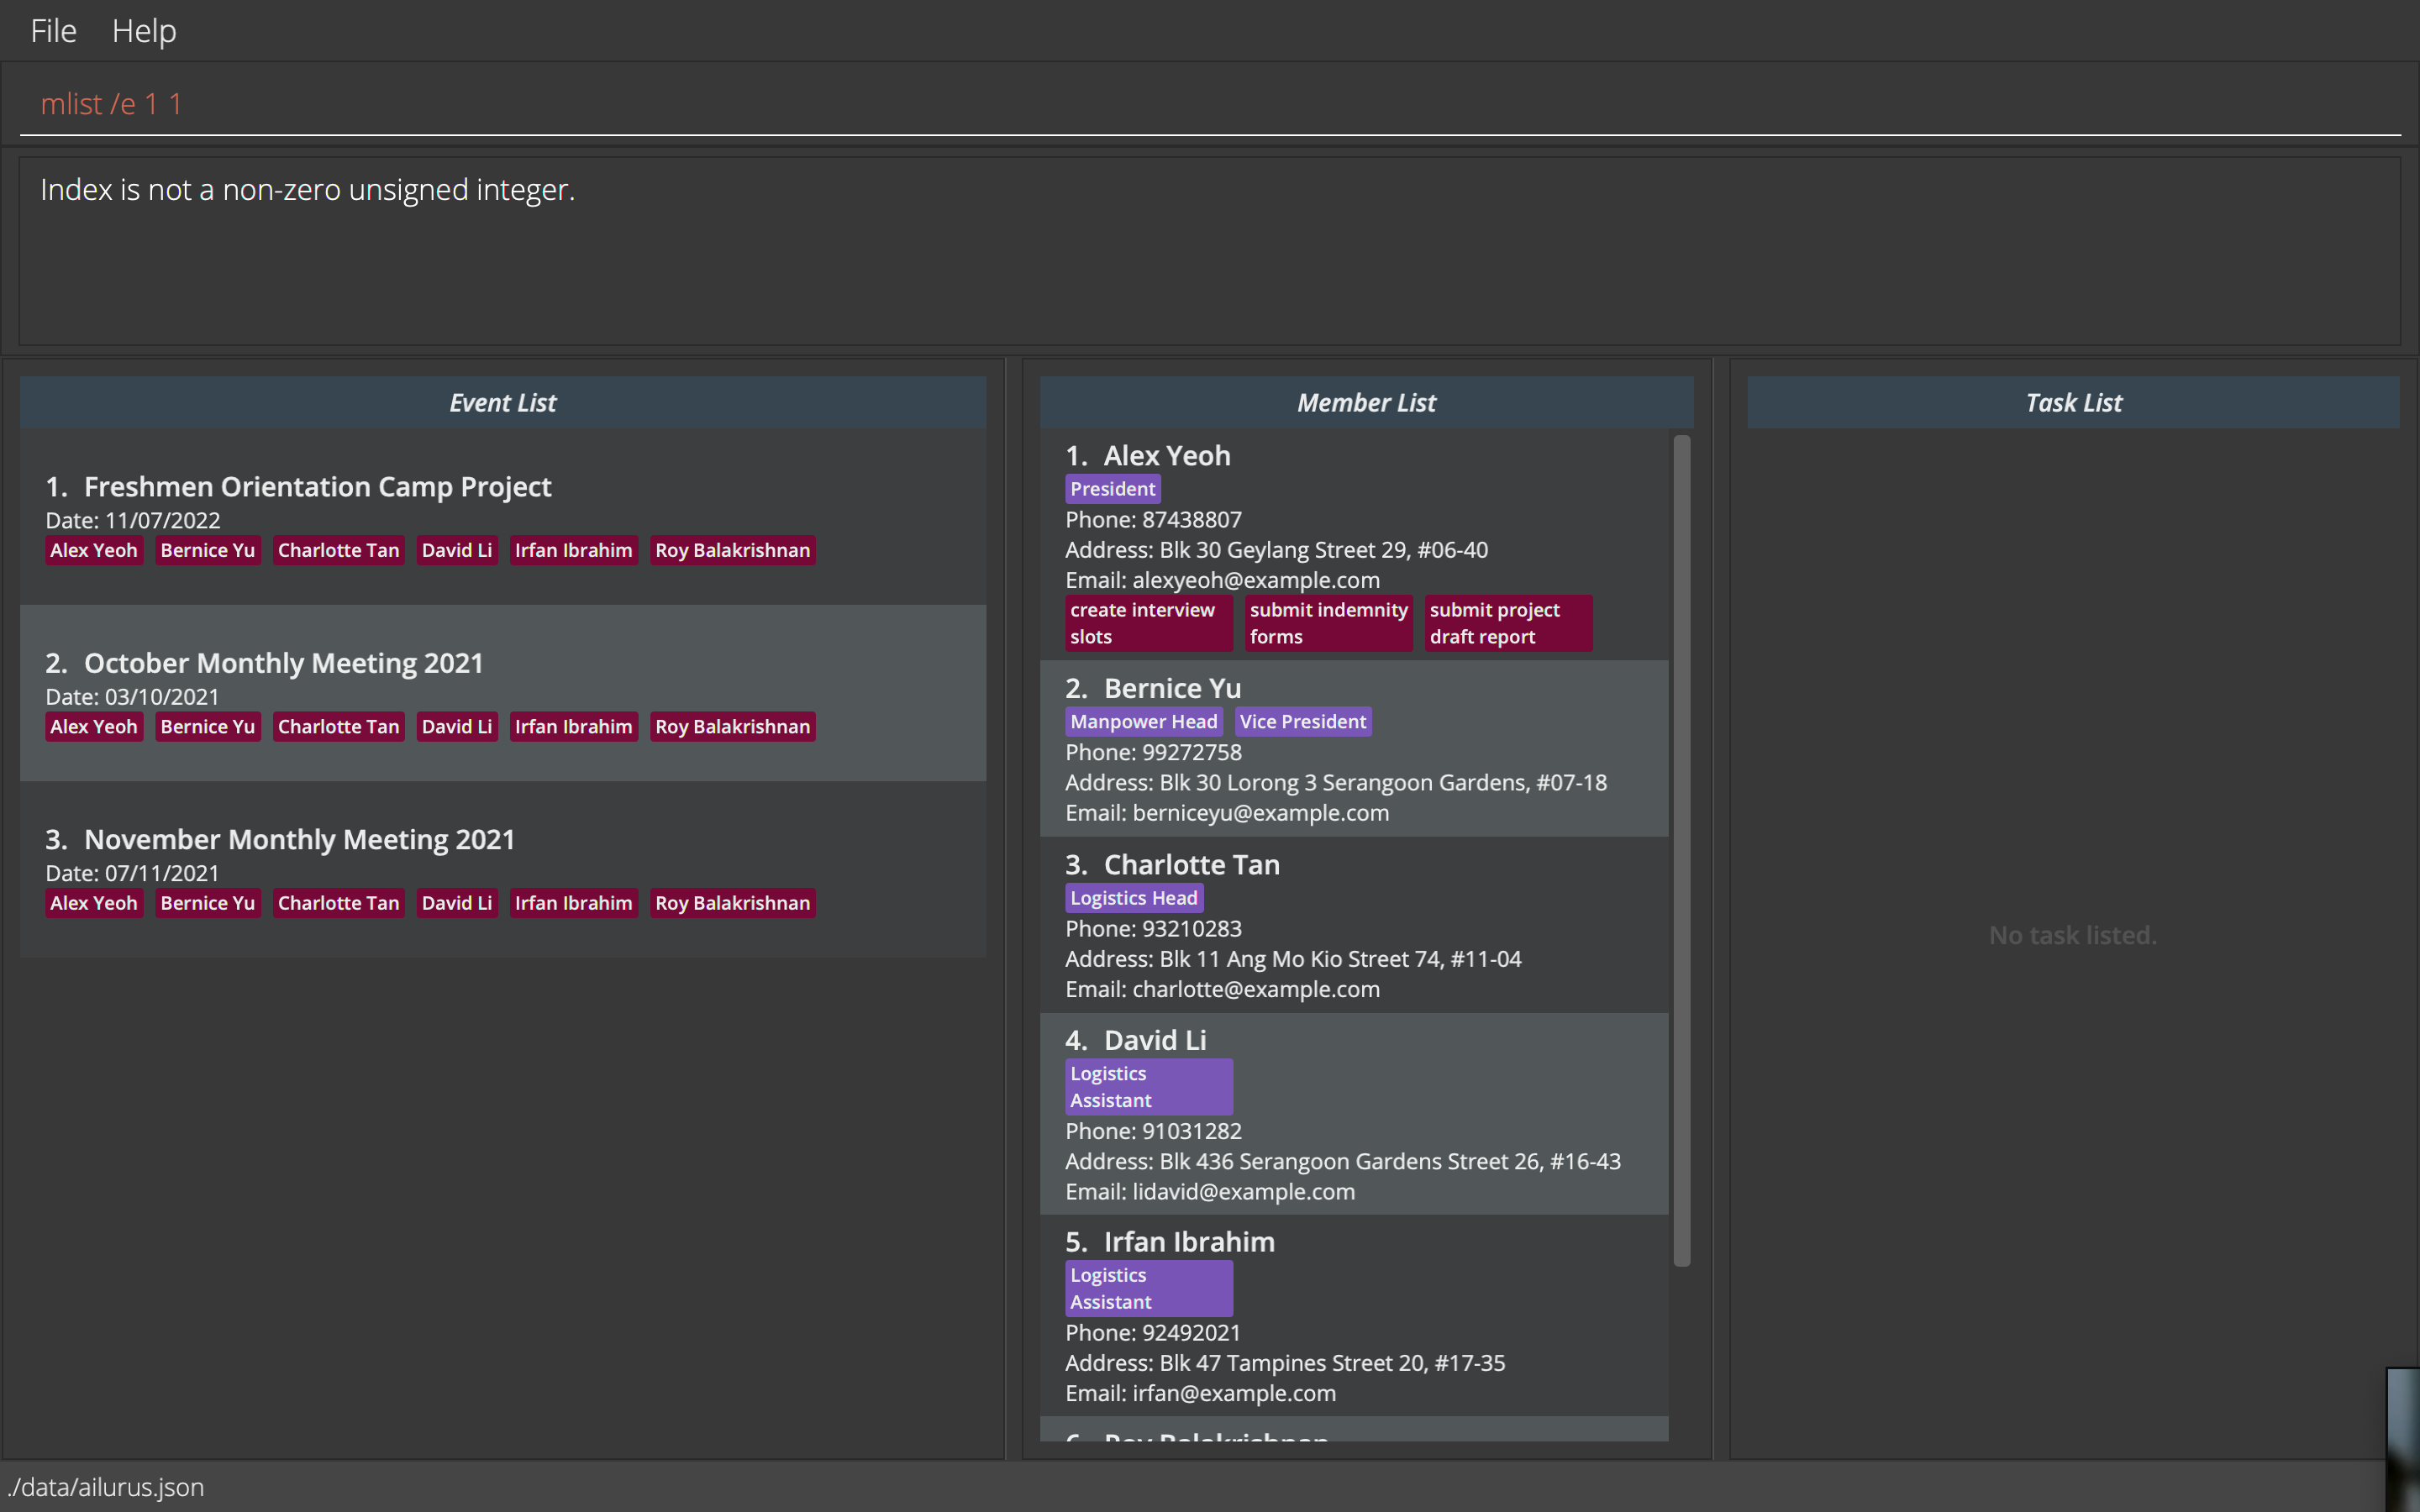 File Help
mlist /e 1 1
Index is not a non-zero unsigned integer.
Event List
1. Freshmen Orientation Camp Project
Date: 11/07/2022
Alex Yeoh Bernice Yu Charlotte Tan David Li Irfan Ibrahim Roy Balakrishnan
2. October Monthly Meeting 2021
Date: 03/10/2021
Alex Yeoh Bernice Yu Charlotte Tan David Li Irfan Ibrahim Roy Balakrishnan
3. November Monthly Meeting 2021
Date: 07/11/2021
Alex Yeoh Bernice Yu Charlotte Tan David Li Irfan Ibrahim Roy Balakrishnan
Member List
1. Alex Yeoh
President
Phone: 87438807
Address: Blk 30 Geylang Street 29, #06-40
Email: alexyeoh@example.com
create interview slots
submit indemnity forms
submit project draft report
2. Bernice Yu
Manpower Head Vice President
Phone: 99272758
Address: Blk 30 Lorong 3 Serangoon Gardens, #07-18
Email: berniceyu@example.com
3. Charlotte Tan
Logistics Head
Phone: 93210283
Address: Blk 11 Ang Mo Kio Street 74, #11-04
Email: charlotte@example.com
4. David Li
Logistics
Assistant
Phone: 91031282
Address: Blk 436 Serangoon Gardens Street 26, #16-43
Email: lidavid@example.com
5. Irfan Ibrahim
Logistics
Assistant
Phone: 92492021
Address: Blk 47 Tampines Street 20, #17-35
Email: irfan@example.com
6. Roy Balakrishnan
Task List
No task listed.
./data/ailurus.json